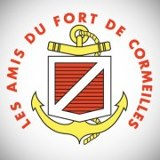 LES AMIS DU FORT DE CORMEILLES